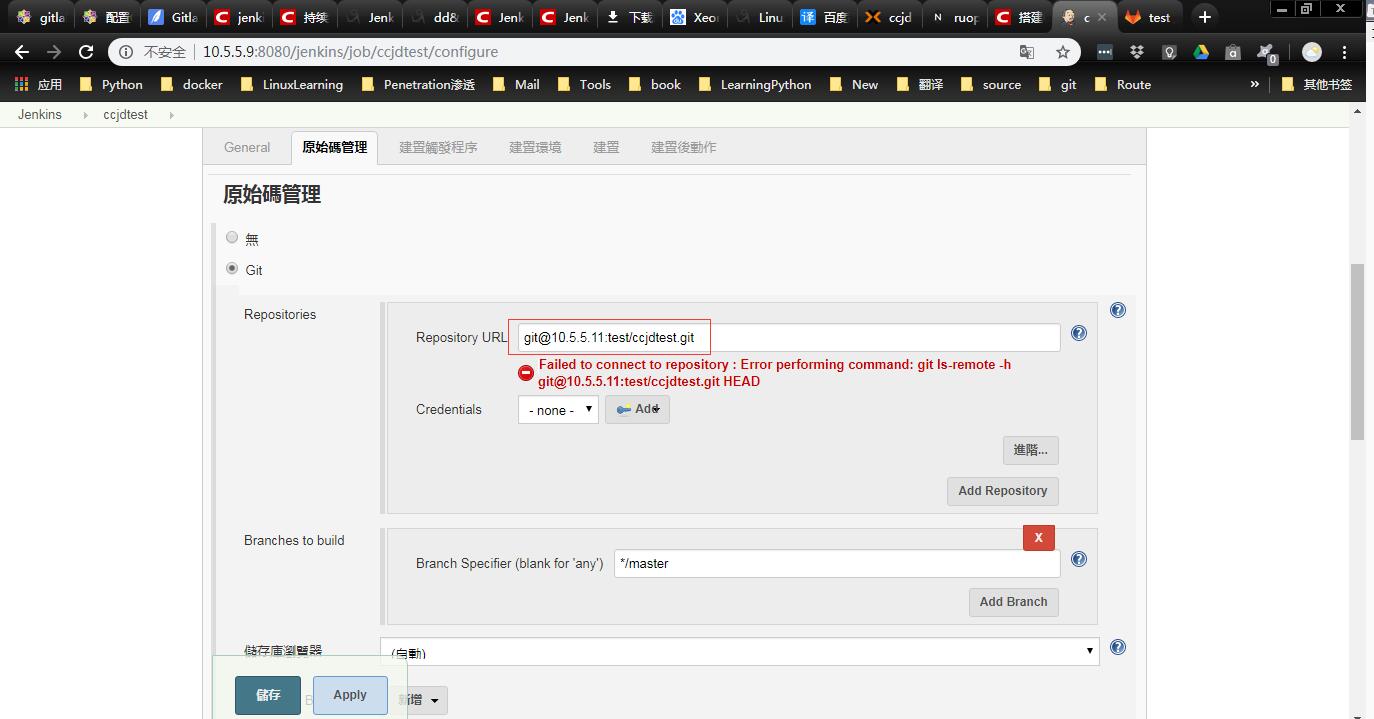 gitla 配置 Gitla jenki 持续 Jenk dd& Jenk Jenk 下载 Xeo Linu 百度 ccjd ruop 搭建 c test
不安全 10.5.5.9:8080/jenkins/job/ccjdtest/configure
应用 Python docker LinuxLearning Penetration渗透 Mail Tools book LearningPython New 翻译 source git Route » 其他书签
Jenkins ccjdtest
General 原始碼管理 建置觸發程序 建置環境 建置 建置後動作
原始碼管理
無
Git
Repositories
Repository URL git@10.5.5.11:test/ccjdtest.git
Failed to connect to repository : Error performing command: git ls-remote -h
git@10.5.5.11:test/ccjdtest.git HEAD
Credentials - none - Add
進階...
Add Repository
X
Branches to build
Branch Specifier (blank for 'any') */master
Add Branch
儲存庫瀏覽器 (自動)
儲存 Apply 新增